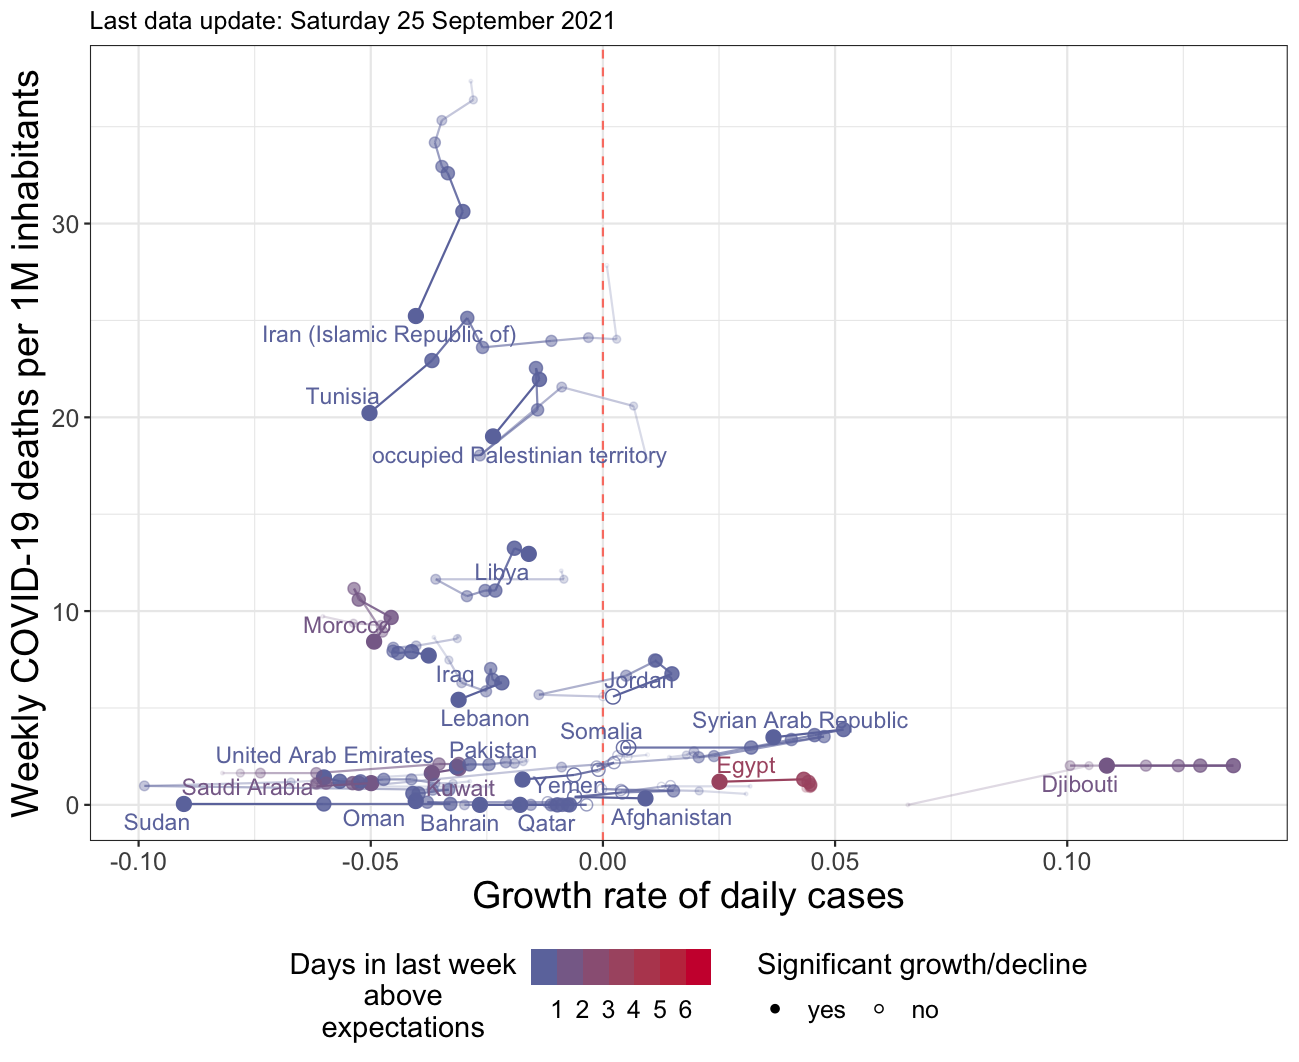 Last data update: Saturday 25 September 2021
Weekly COVID-19 deaths per 1M inhabitants
30
20
10
0
Iran (Islamic Republic of)
Tunisia
occupied Palestinian territory
Libya
Morocco
Iraq
Jordan
Lebanon
Syrian Arab Republic
Somalia
United Arab Emirates
Pakistan
Egypt
Saudi Arabia
Kuwait
Yemen
Djibouti
Sudan
Oman
Bahrain
Qatar
Afghanistan
-0.10
-0.05
0.00
0.05
0.10
Growth rate of daily cases
Days in last week
above
expectations
1 2 3 4 5 6
Significant growth/decline
yes
no